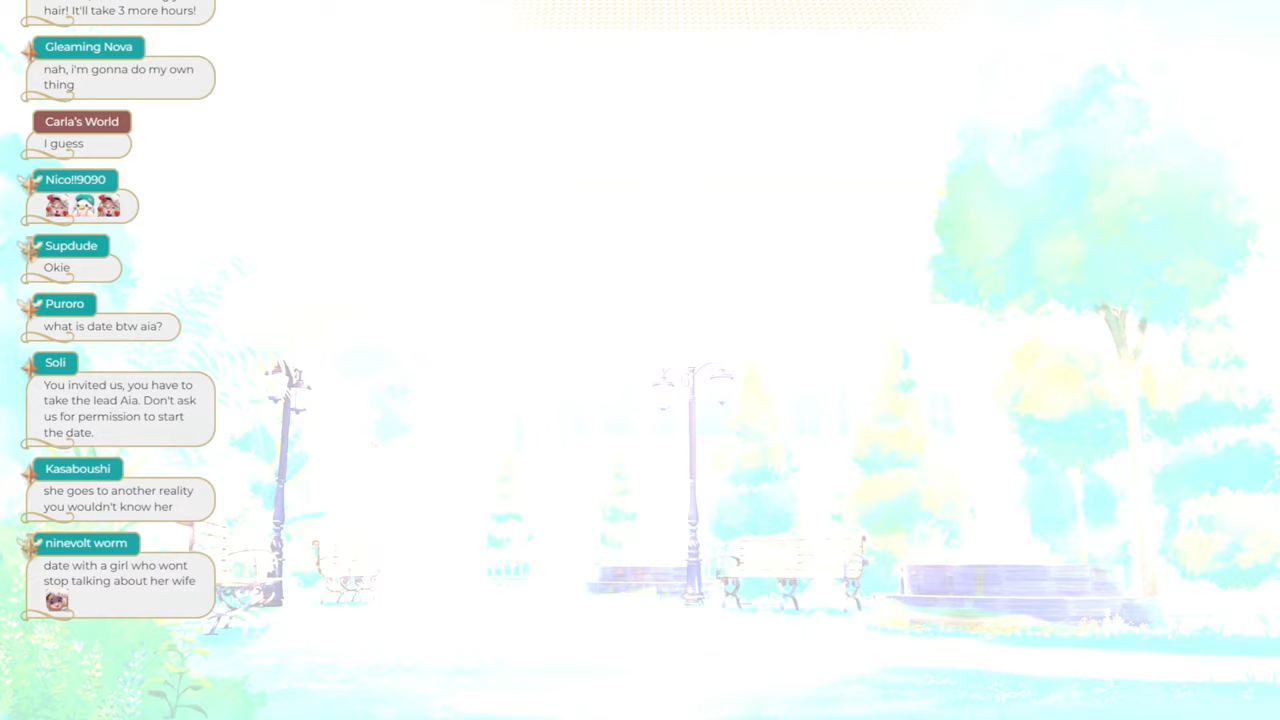 hair! It'll take 3 more hours!
Gleaming Nova
nah, i'm gonna do my own
thing
Carla's World
I guess
Nico!!9090
Supdude
Okie
Puroro
what is date btw aia?
Soli
You invited us, you have to
take the lead Aia. Don't ask
us for permission to start
the date.
Kasaboushi
she goes to another reality
you wouldn't know her
ninevolt worm
date with a girl who wont
stop talking about her wife